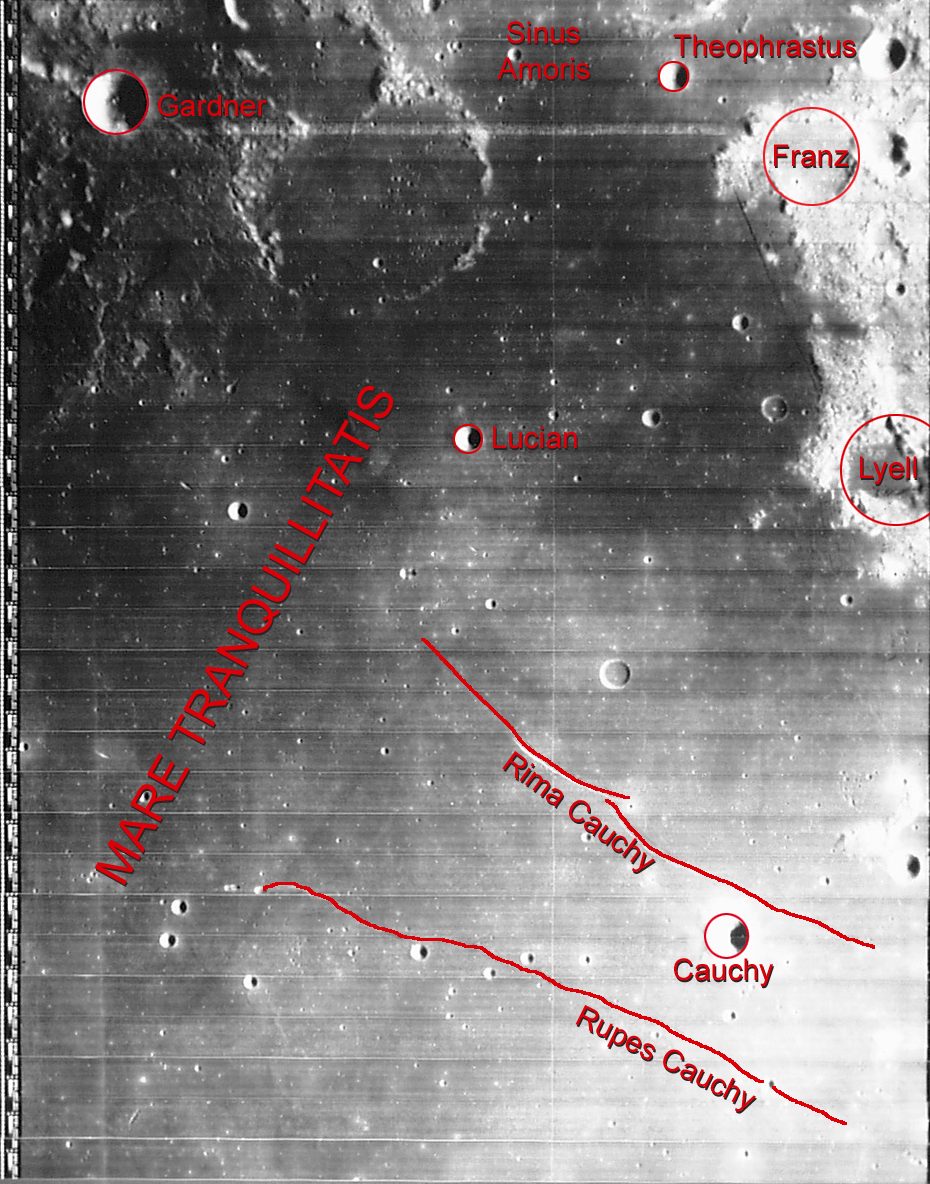 Sinus
Amoris
Theophrastus
Gardner
Franz
Lucian
Lyell
MARE TRANQUILLITATIS
Rima Cauchy
Cauchy
Rupes Cauchy